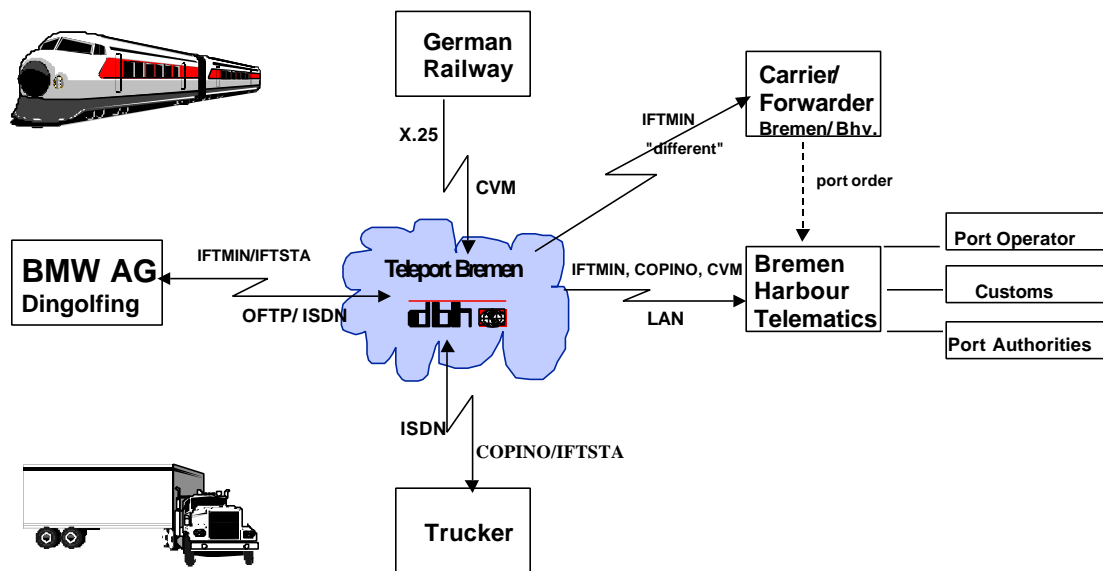 German
Railway
Carrier/
Forwarder
Bremen/ Bhv.
IFTMIN
"different"
X.25
CVM
port order
BMW AG
Dingolfing
IFTMIN/IFTSTA
OFTP/ ISDN
Teleport Bremen
dbh
IFTMIN, COPINO, CVM
LAN
Bremen
Harbour
Telematics
Port Operator
Customs
Port Authorities
ISDN
COPINO/IFTSTA
Trucker